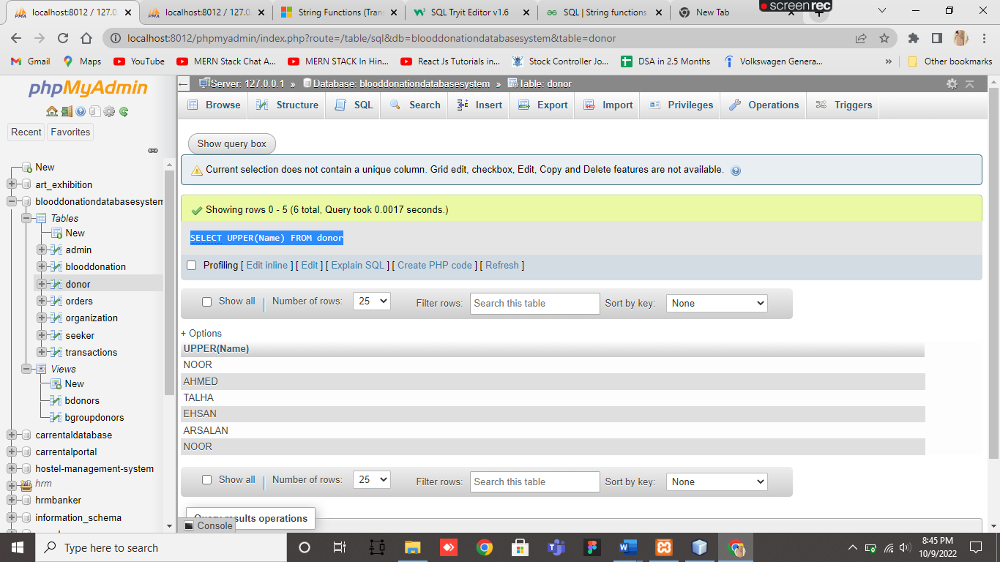 localhost:8012 / 127.0.
localhost:8012 / 127.0.
String Functions (Tran
SQL Tryit Editor v1.6
SQL | String functions
New Tab
screenrec
localhost:8012/phpmyadmin/index.php?route=/table/sql&db=blooddonationdatabasesystem&table=donor
Gmail
Maps
YouTube
MERN Stack Chat A...
MERN STACK In Hin...
React Js Tutorials in...
Stock Controller Jo...
DSA in 2.5 Months
Volkswagen Genera...
»
Other bookmarks
phpMyAdmin
Recent
Favorites
New
art_exhibition
blooddonationdatabasesystem
Tables
New
admin
blooddonation
donor
orders
organization
seeker
transactions
Views
New
bdonors
bgroupdonors
carrentaldatabase
carrentalportal
hostel-management-system
hrm
hrmbanker
information_schema
Server: 127.0.0.1 » Database: blooddonationdatabasesystem » Table: donor
Browse
Structure
SQL
Search
Insert
Export
Import
Privileges
Operations
Triggers
Show query box
Current selection does not contain a unique column. Grid edit, checkbox, Edit, Copy and Delete features are not available.
Showing rows 0 - 5 (6 total, Query took 0.0017 seconds.)
SELECT UPPER(Name) FROM donor
Profiling [ Edit inline ] [ Edit ] [ Explain SQL ] [ Create PHP code ] [ Refresh ]
Show all | Number of rows: 25 Filter rows: Search this table Sort by key: None
+ Options
UPPER(Name)
NOOR
AHMED
TALHA
EHSAN
ARSALAN
NOOR
Show all | Number of rows: 25 Filter rows: Search this table Sort by key: None
Query results operations
Console
Type here to search
8:45 PM
10/9/2022